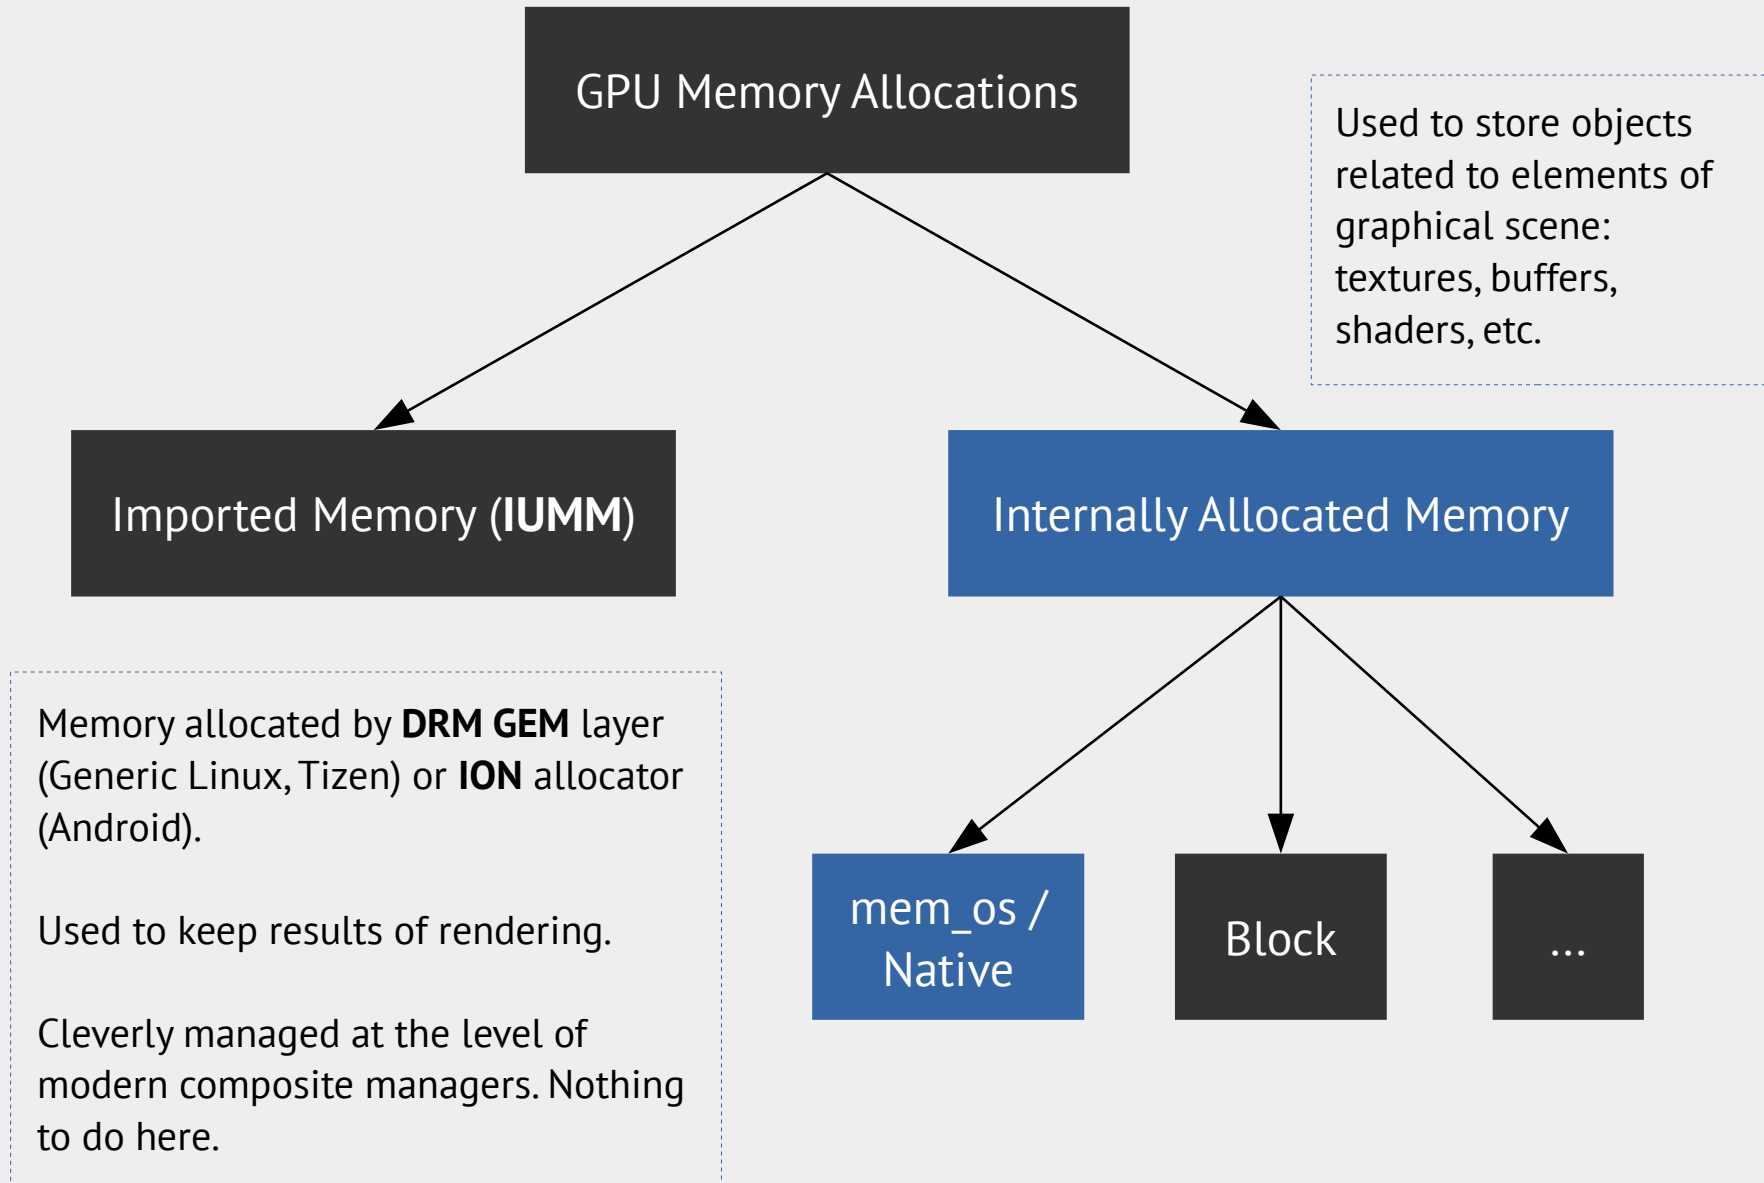 GPU Memory Allocations
Used to store objects
related to elements of
graphical scene:
textures, buffers,
shaders, etc.
Imported Memory (IUMM)
Internally Allocated Memory
Memory allocated by DRM GEM layer
(Generic Linux, Tizen) or ION allocator
(Android).
Used to keep results of rendering.
Cleverly managed at the level of
modern composite managers. Nothing
to do here.
mem_os /
Native
Block
...